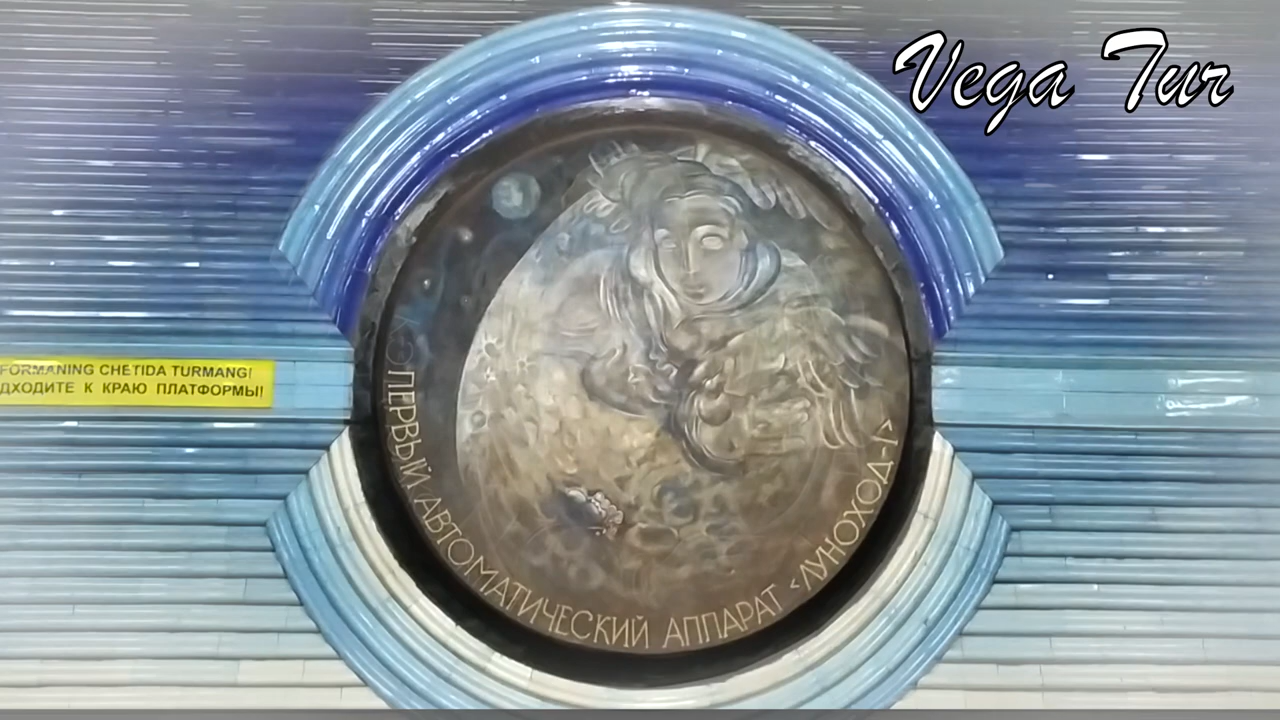 Vega Tur
FORMANING CHETIDA TURMANG!
ДХОДИТЕ К КРАЮ ПЛАТФОРМЫ!
ПЕРВЫЙ АВТОМАТИЧЕСКИЙ АППАРАТ <ЛУНОХОД-1>